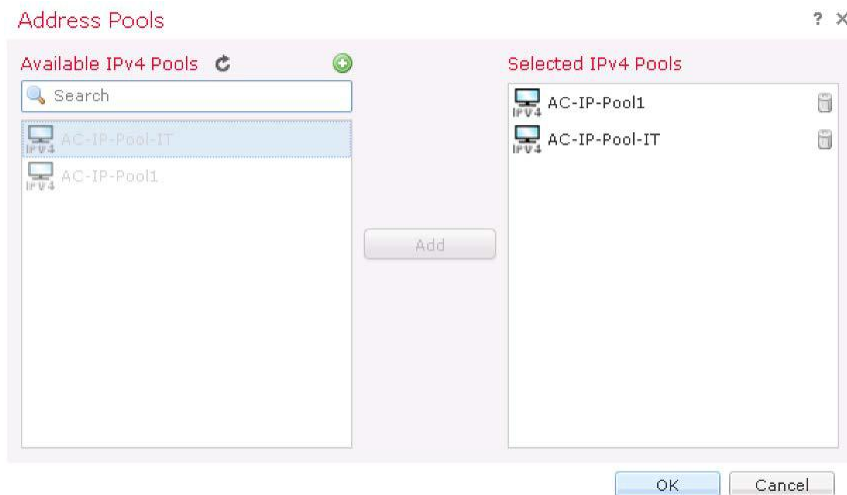 Address Pools
?
Available IPv4 Pools
Selected IPv4 Pools
Search
IPV4 AC-IP-Pool-IT
IPV4 AC-IP-Pool1
Add
IPV4 AC-IP-Pool1
IPV4 AC-IP-Pool-IT
OK
Cancel